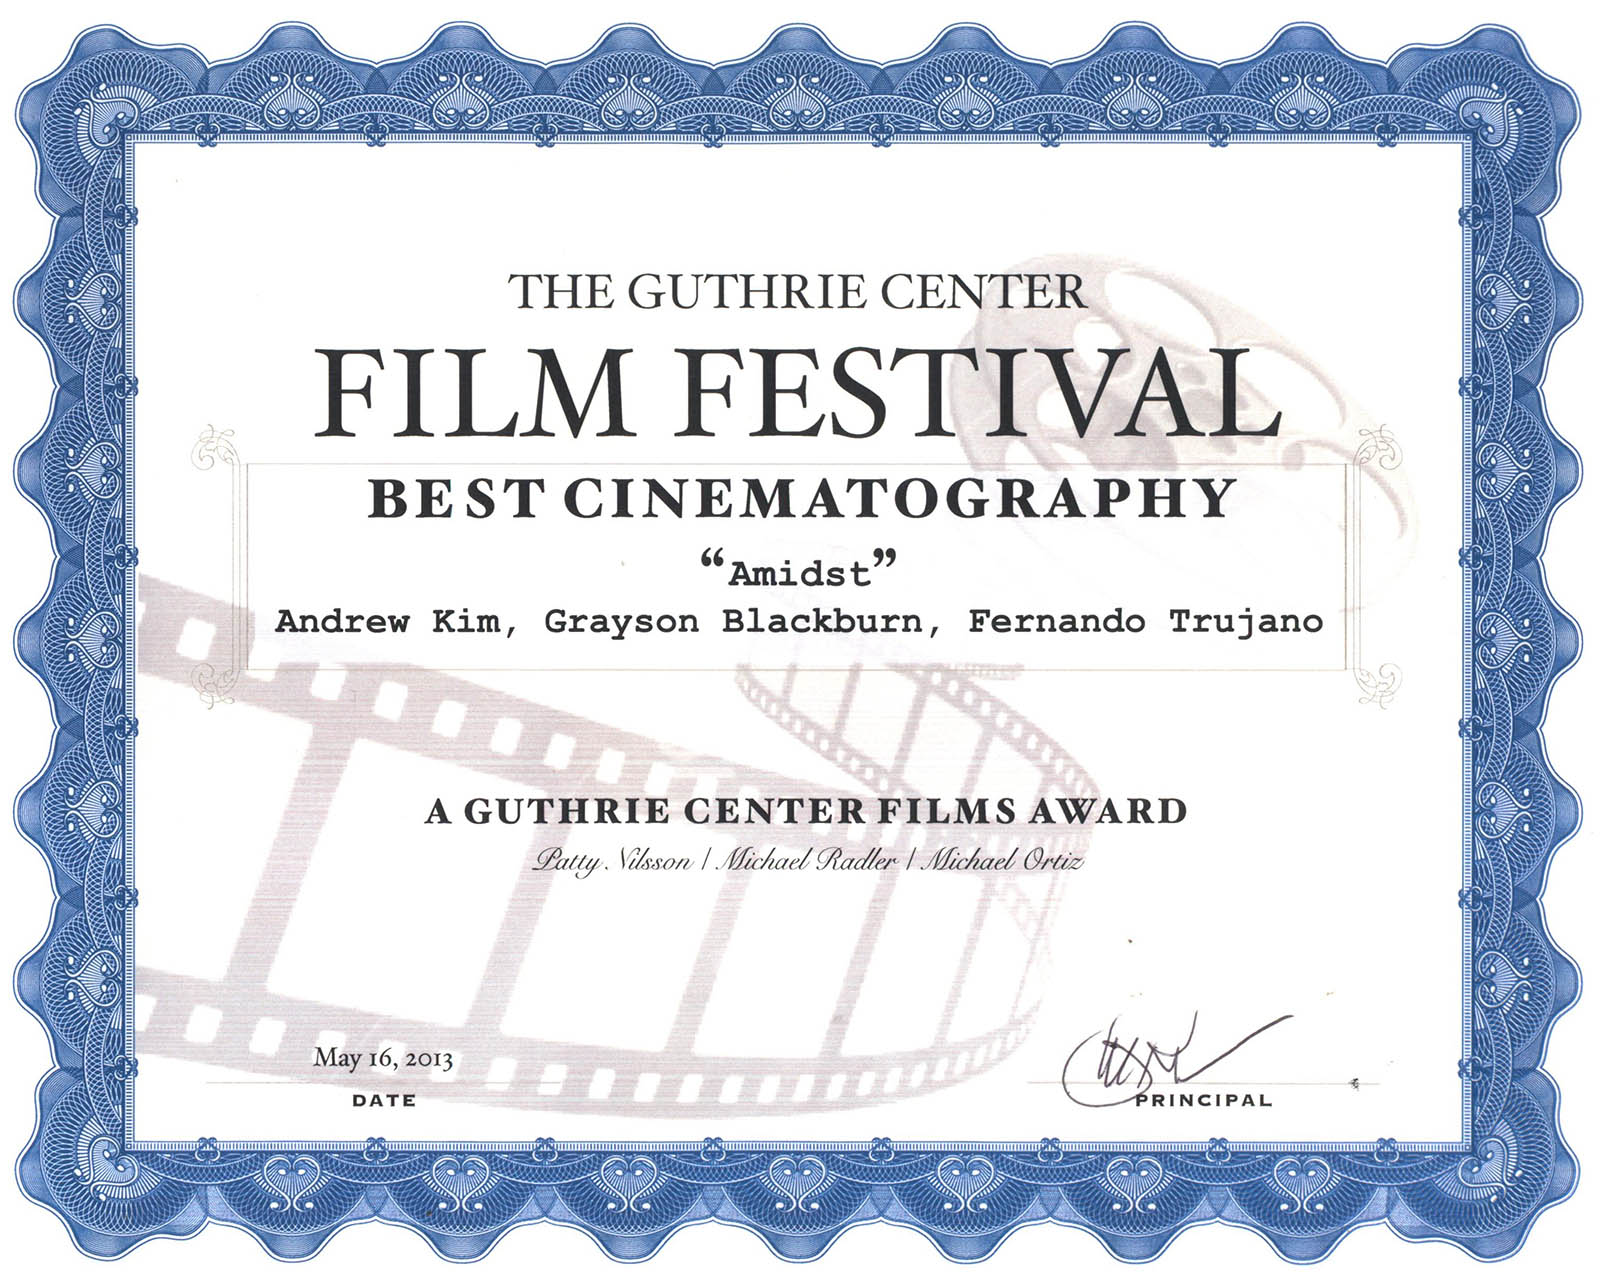 THE GUTHRIE CENTER
FILM FESTIVAL
BEST CINEMATOGRAPHY
“Amidst”
Andrew Kim, Grayson Blackburn, Fernando Trujano
A GUTHRIE CENTER FILMS AWARD
Patty Nilsson | Michael Radler | Michael Ortiz
May 16, 2013
DATE
PRINCIPAL